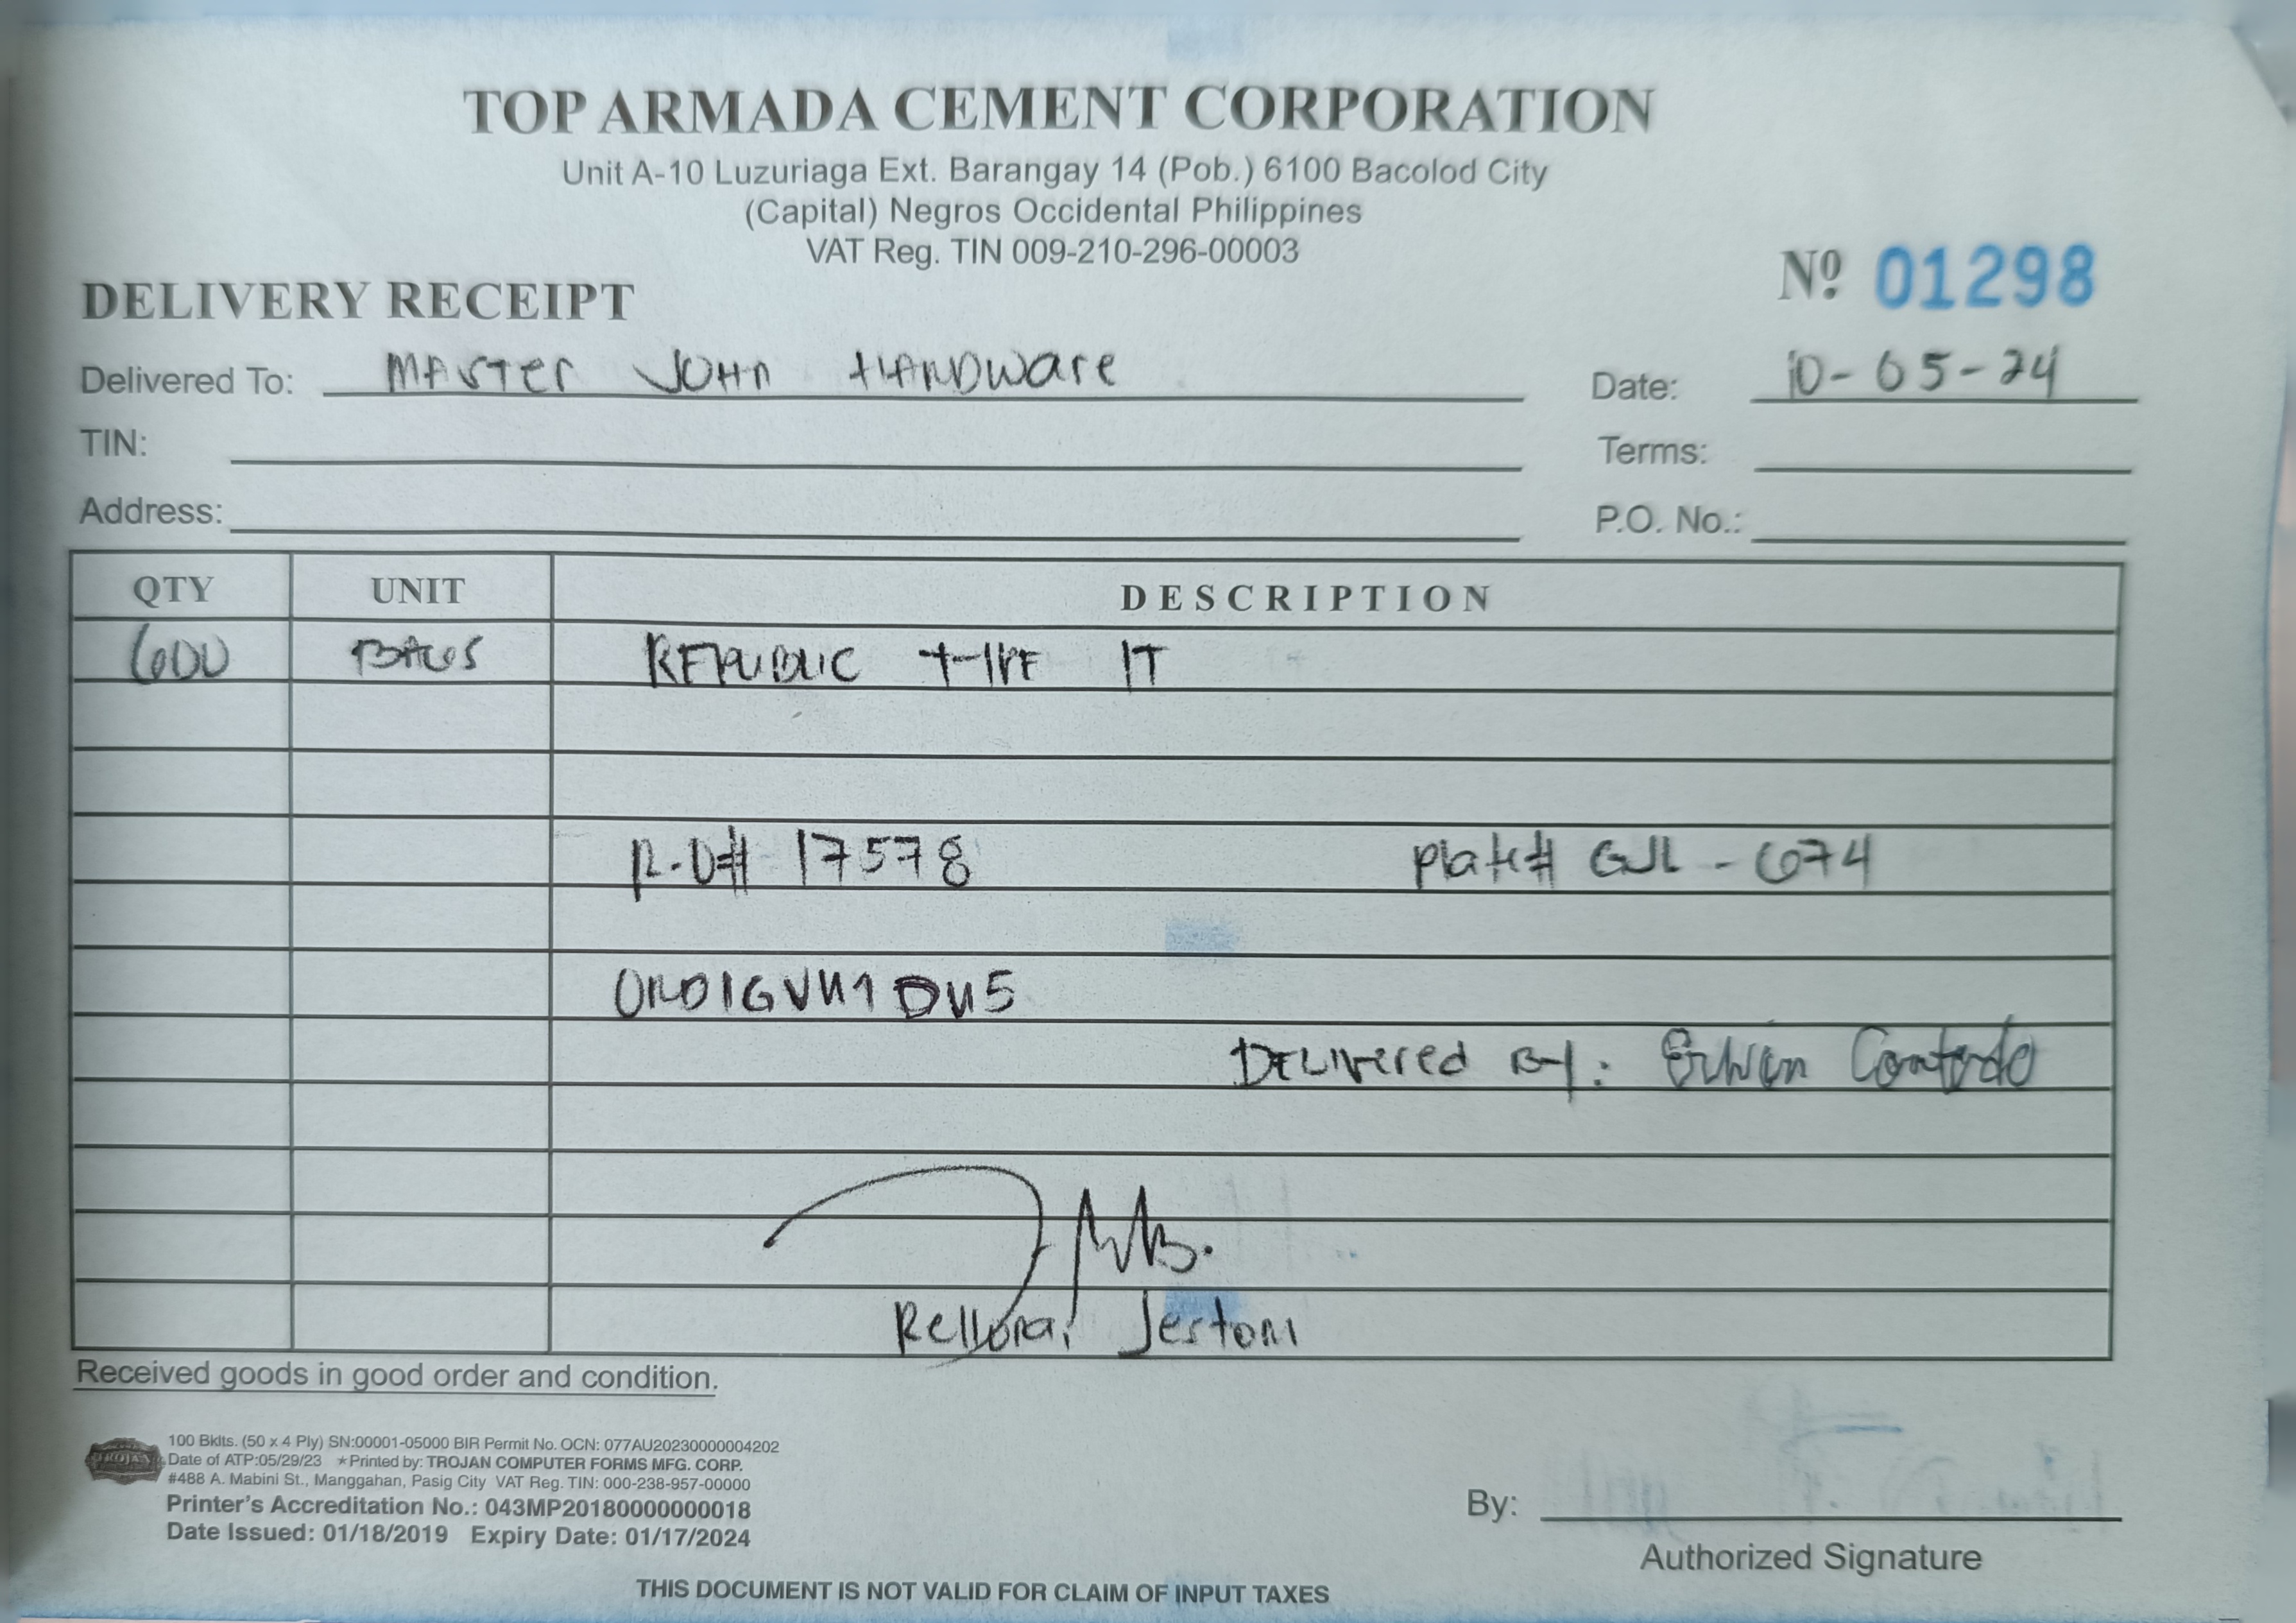 TOP ARMADA CEMENT CORPORATION
Unit A-10 Luzuriaga Ext. Barangay 14 (Pob.) 6100 Bacolod City
(Capital) Negros Occidental Philippines
VAT Reg. TIN 009-210-296-00003
DELIVERY RECEIPT
Nº 01298
Delivered To: MASTER JOHN HARDWare
Date: 10-05-24
TIN:
Terms:
Address:
P.O. No.:
QTY UNIT DESCRIPTION
600 BAGS REPUBLIC TYPE 1T
17578 Plate# GJL - 674
DELIVered BY: Erwin
Rellora, Jestoni
Received goods in good order and condition.
TROJAN
100 Bklts. (50 x 4 Ply) SN:00001-05000 BIR Permit No. OCN: 077AU20230000004202
Date of ATP:05/29/23 ★Printed by: TROJAN COMPUTER FORMS MFG. CORP.
#488 A. Mabini St., Manggahan, Pasig City VAT Reg. TIN: 000-238-957-00000
Printer's Accreditation No.: 043MP20180000000018
Date Issued: 01/18/2019 Expiry Date: 01/17/2024
By:
Authorized Signature
THIS DOCUMENT IS NOT VALID FOR CLAIM OF INPUT TAXES